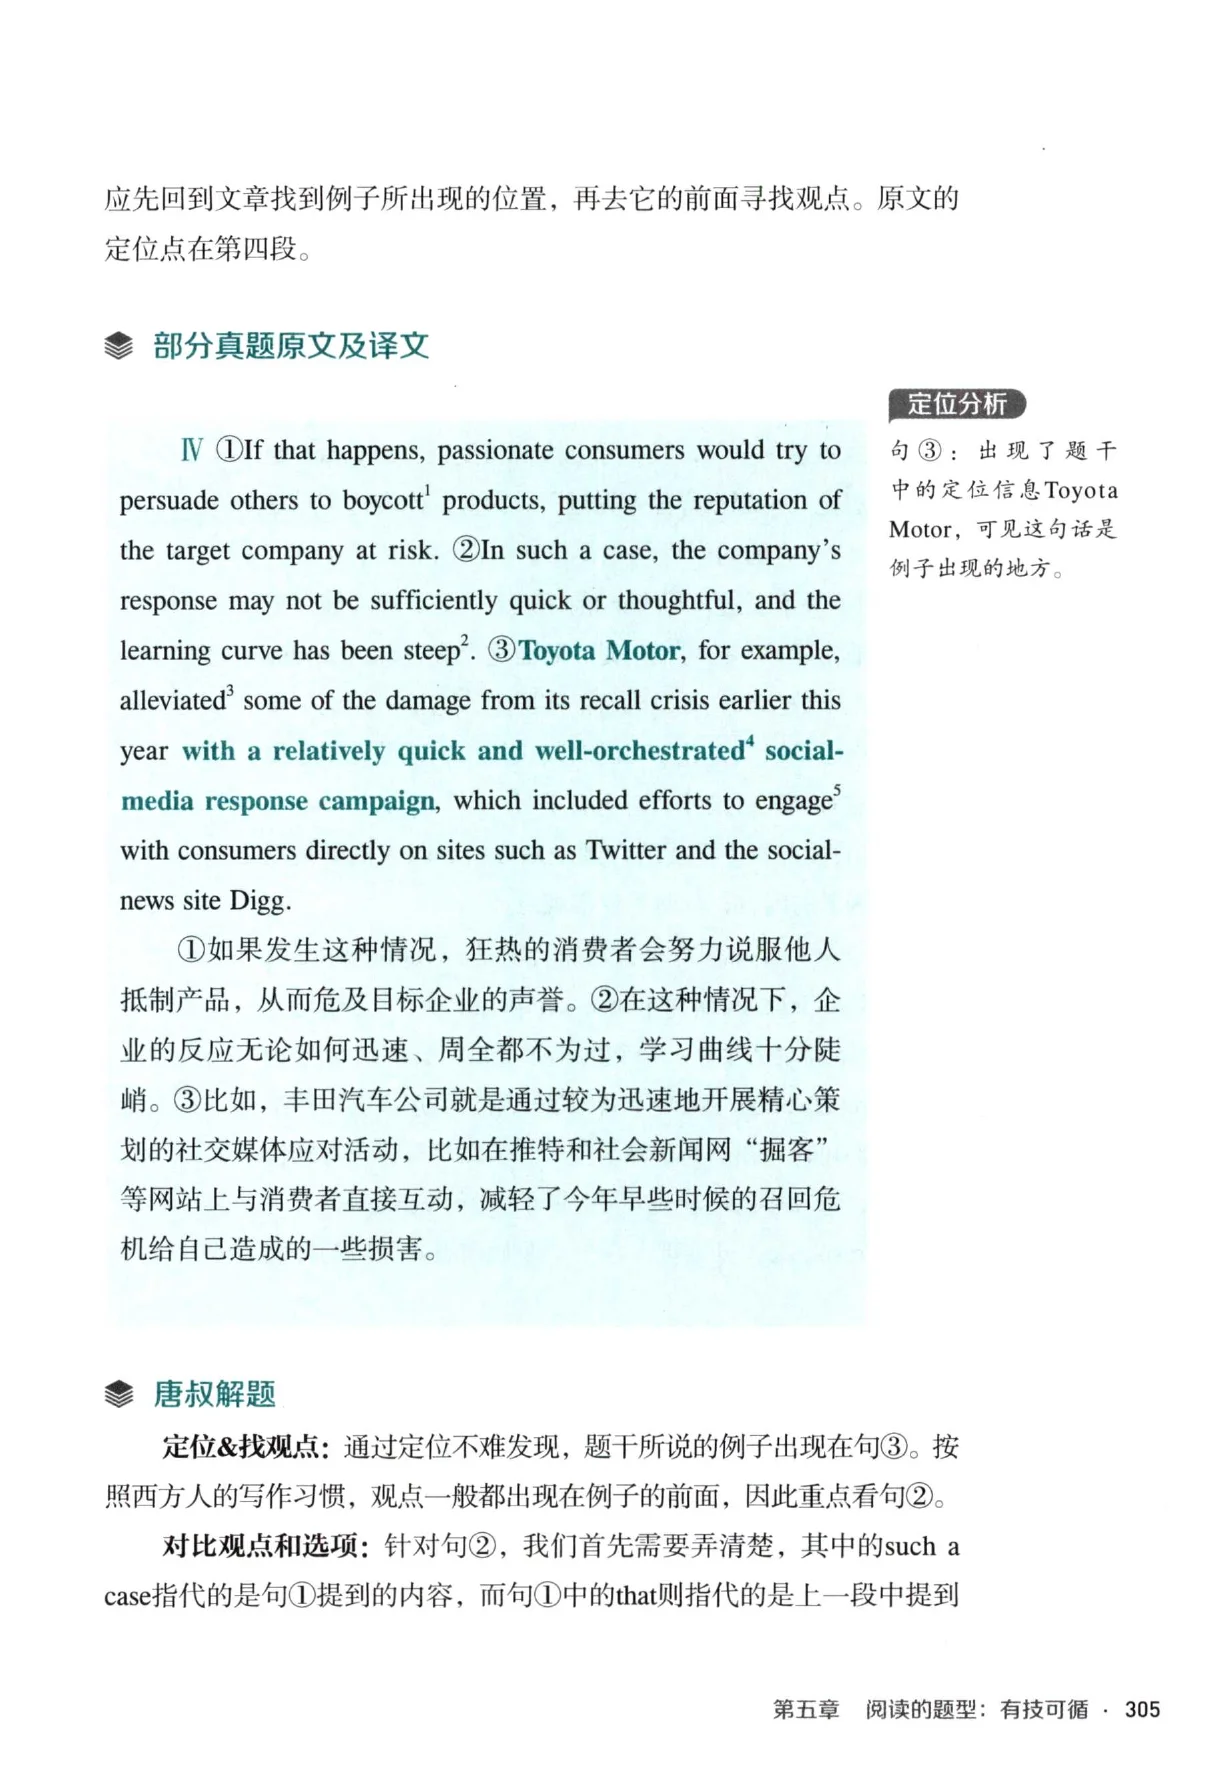 应先回到文章找到例子所出现的位置，再去它的前面寻找观点。原文的
定位点在第四段。
部分真题原文及译文
Ⅳ ①If that happens, passionate consumers would try to
persuade others to boycott¹ products, putting the reputation of
the target company at risk. ②In such a case, the company's
response may not be sufficiently quick or thoughtful, and the
learning curve has been steep². ③Toyota Motor, for example,
alleviated³ some of the damage from its recall crisis earlier this
year with a relatively quick and well-orchestrated⁴ social-
media response campaign, which included efforts to engage⁵
with consumers directly on sites such as Twitter and the social-
news site Digg.
①如果发生这种情况，狂热的消费者会努力说服他人
抵制产品，从而危及目标企业的声誉。②在这种情况下，企
业的反应无论如何迅速、周全都不为过，学习曲线十分陡
峭。③比如，丰田汽车公司就是通过较为迅速地开展精心策
划的社交媒体应对活动，比如在推特和社会新闻网“掘客”
等网站上与消费者直接互动，减轻了今年早些时候的召回危
机给自己造成的一些损害。
定位分析
句③：出现了题干
中的定位信息Toyota
Motor，可见这句话是
例子出现的地方。
唐叔解题
定位&找观点：通过定位不难发现，题干所说的例子出现在句③。按
照西方人的写作习惯，观点一般都出现在例子的前面，因此重点看句②。
对比观点和选项：针对句②，我们首先需要弄清楚，其中的such a
case指代的是句①提到的内容，而句①中的that则指代的是上一段中提到
第五章 阅读的题型：有技可循 · 305